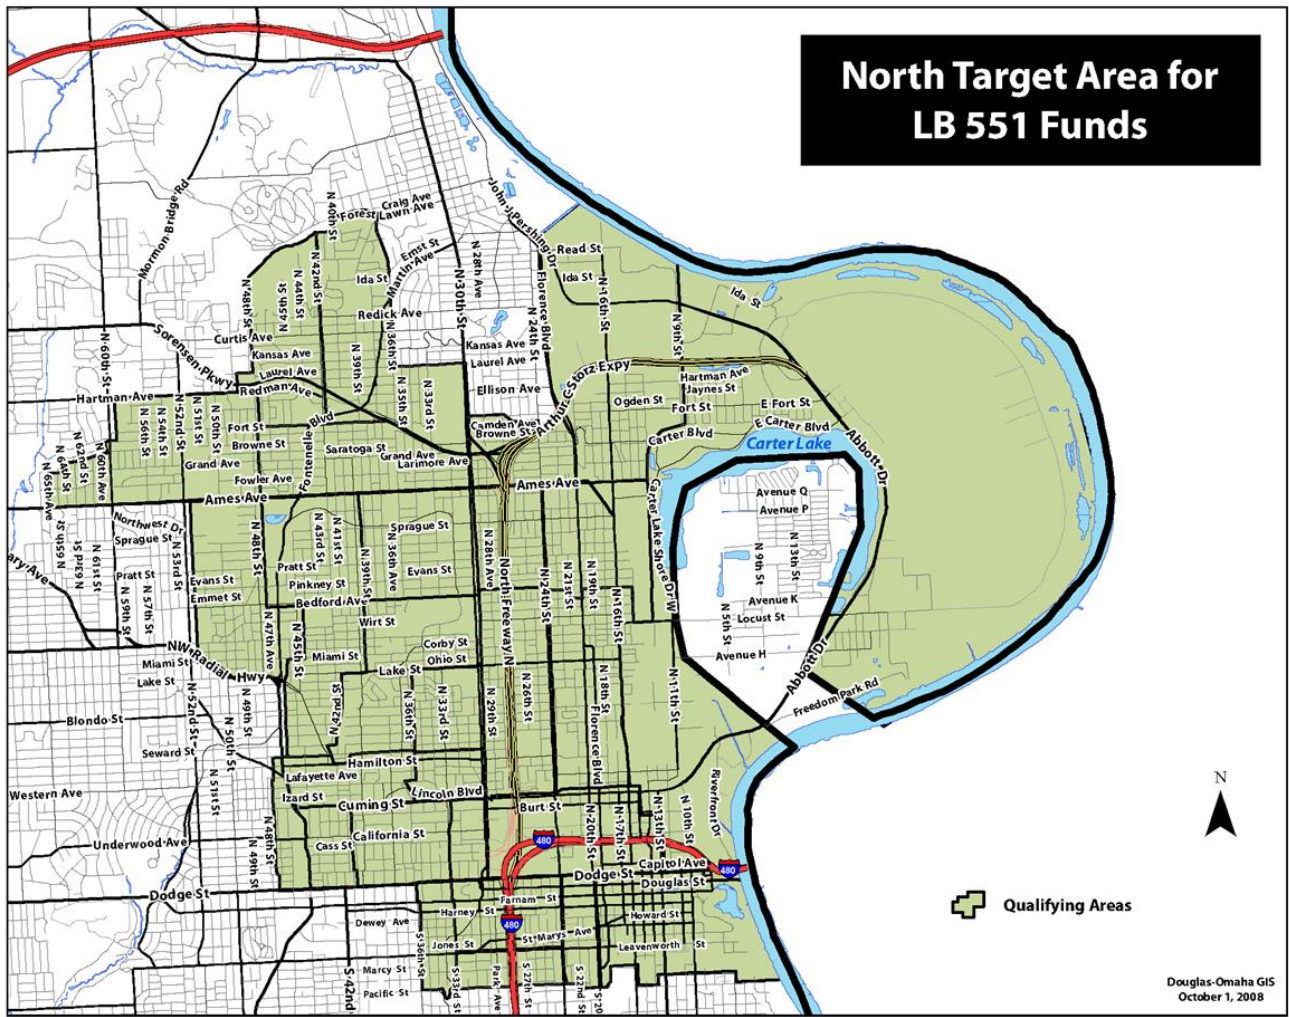 North Target Area for
LB 551 Funds
Craig Ave
Forest Lawn Ave
N 40th St
Mormon Bridge Rd
John J Pershing Dr
Ernst St
Martin Ave
Read St
N 28th Ave
N 42nd St
N 44th St
N 45th St
N 48th St
Ida St
Ida St
Ida St
N 30th St
Florence Blvd
N 16th St
Redick Ave
N 9th St
N 24th St
Sorensen Pkwy
Curtis Ave
N 36th St
N 60th St
Kansas Ave
Kansas Ave
N 39th St
Laurel Ave
Laurel Ave
Arthur C Storz Expy
Hartman Ave
Jaynes St
Redman Ave
Ellison Ave
Hartman Ave
N 35th St
N 33rd St
Ogden St
Fort St
E Fort St
N 56th St
N 54th St
N 52nd St
N 51st St
N 50th St
Fort St
Fontenelle Blvd
Camden Ave
Browne St
E Carter Blvd
Carter Blvd
Carter Lake
Abbott Dr
Browne St
Saratoga St
Grand Ave
Larimore Ave
N 65th Ave
N 64th St
N 62nd St
N 60th Ave
Grand Ave
Fowler Ave
Ames Ave
Ames Ave
Avenue Q
Avenue P
Carter Lake Shore Dr W
Northwest Dr
Sprague St
N 65th St
N 63rd St
N 61st St
N 53rd St
N 48th St
N 43rd St
N 41st St
Sprague St
N 39th St
N 36th Ave
N 28th Ave
North Freeway N
N 24th St
N 21st St
N 19th St
N 16th St
N 9th St
N 13th St
ary Ave
Pratt St
Evans St
Emmet St
Pratt St
Pinkney St
Evans St
Bedford Ave
N 59th St
N 57th St
Avenue K
Locust St
N 5th St
Wirt St
N 47th Ave
N 45th St
NW Radial Hwy
Miami St
Miami St
Corby St
Ohio St
Lake St
Lake St
Avenue H
Abbott Dr
Freedom Park Rd
N 52nd St
N 49th St
N 50th St
N 42nd St
N 36th St
N 33rd St
N 29th St
N 26th St
N 18th St
Florence Blvd
N 11th St
Blondo St
Seward St
Hamilton St
Lafayette Ave
N 51st St
Western Ave
Izard St
Cuming St
Lincoln Blvd
Burt St
Riverfront Dr
N 20th St
N 17th St
N 13th St
N 10th St
N 48th St
California St
Cass St
Underwood Ave
N 49th St
480
480
Capitol Ave
Dodge St
Douglas St
Dodge St
Farnam St
Harney St
Howard St
480
Dewey Ave
St Marys Ave
Jones St
Leavenworth St
S 36th St
Marcy St
Pacific St
S 42nd
S 33rd St
Park Ave
S 27th St
S 22nd St
S 20
N
Qualifying Areas
Douglas-Omaha GIS
October 1, 2008